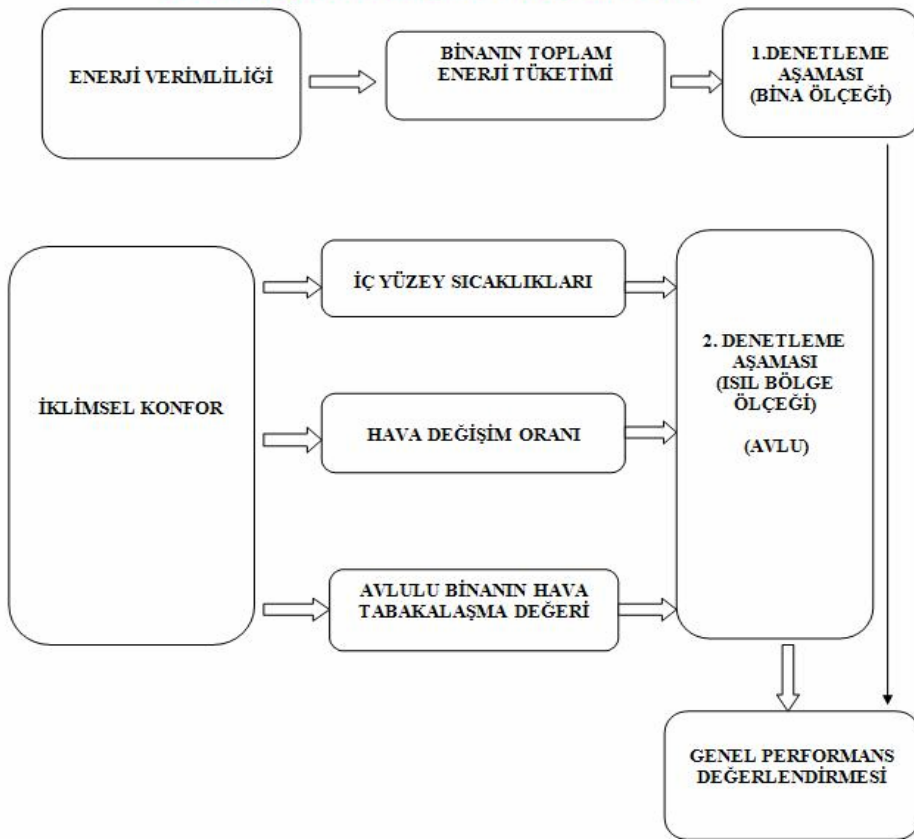 ENERJİ VERİMLİLİĞİ
BİNANIN TOPLAM
ENERJİ TÜKETİMİ
1.DENETLEME
AŞAMASI
(BİNA ÖLÇEĞİ)
İKLİMSEL KONFOR
İÇ YÜZEY SICAKLIKLARI
HAVA DEĞİŞİM ORANI
AVLULU BİNANIN HAVA
TABAKALAŞMA DEĞERİ
2. DENETLEME
AŞAMASI
(ISIL BÖLGE
ÖLÇEĞİ)
(AVLU)
GENEL PERFORMANS
DEĞERLENDİRMESİ